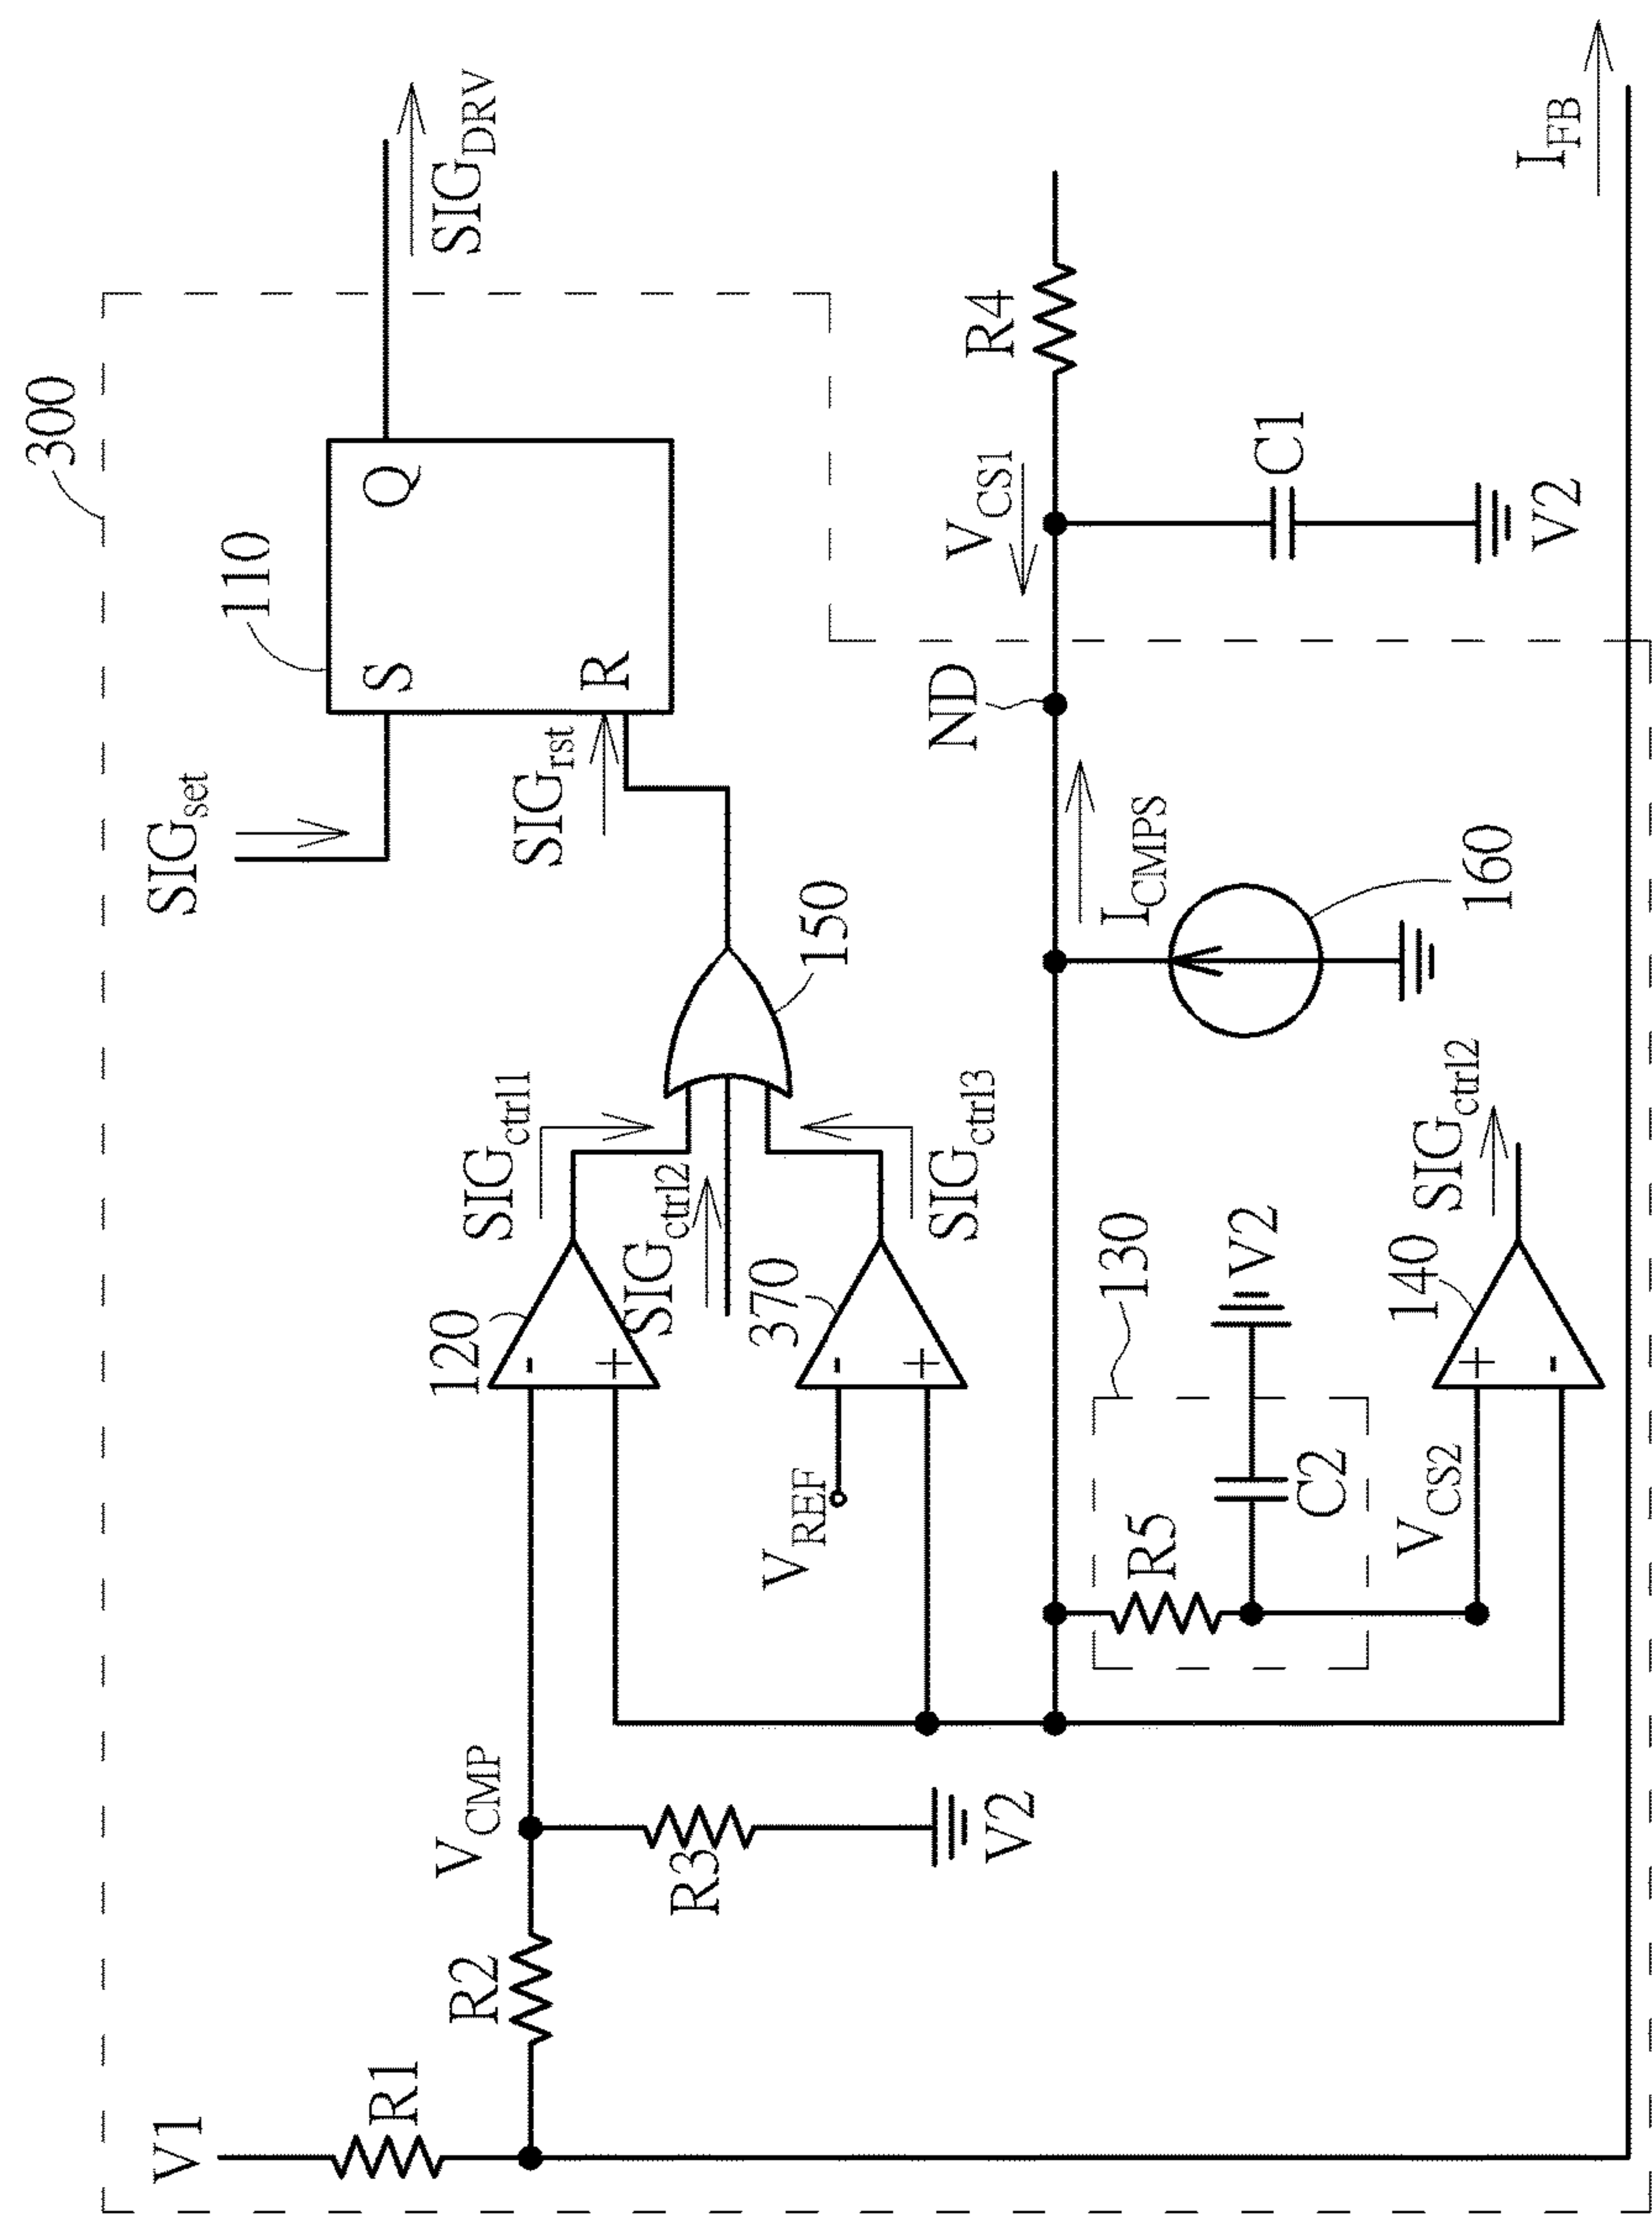 300
SIG_set
110
S
Q
R
SIG_DRV
SIG_rst
V1
R1
R2
V_CMP
R3
V2
120
-
+
SIG_ctrl1
SIG_ctrl2
150
370
-
+
SIG_ctrl3
V_REF
ND
V_CS1
R4
C1
V2
I_CMPS
160
130
R5
C2
V2
V_CS2
140
+
-
SIG_ctrl2
I_FB